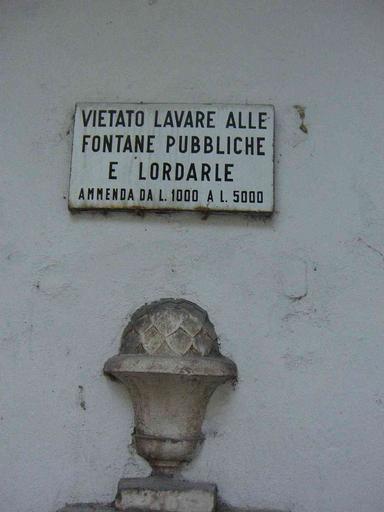 VIETATO LAVARE ALLE
FONTANE PUBBLICHE
E LORDARLE
AMMENDA DA L. 1000 A L. 5000